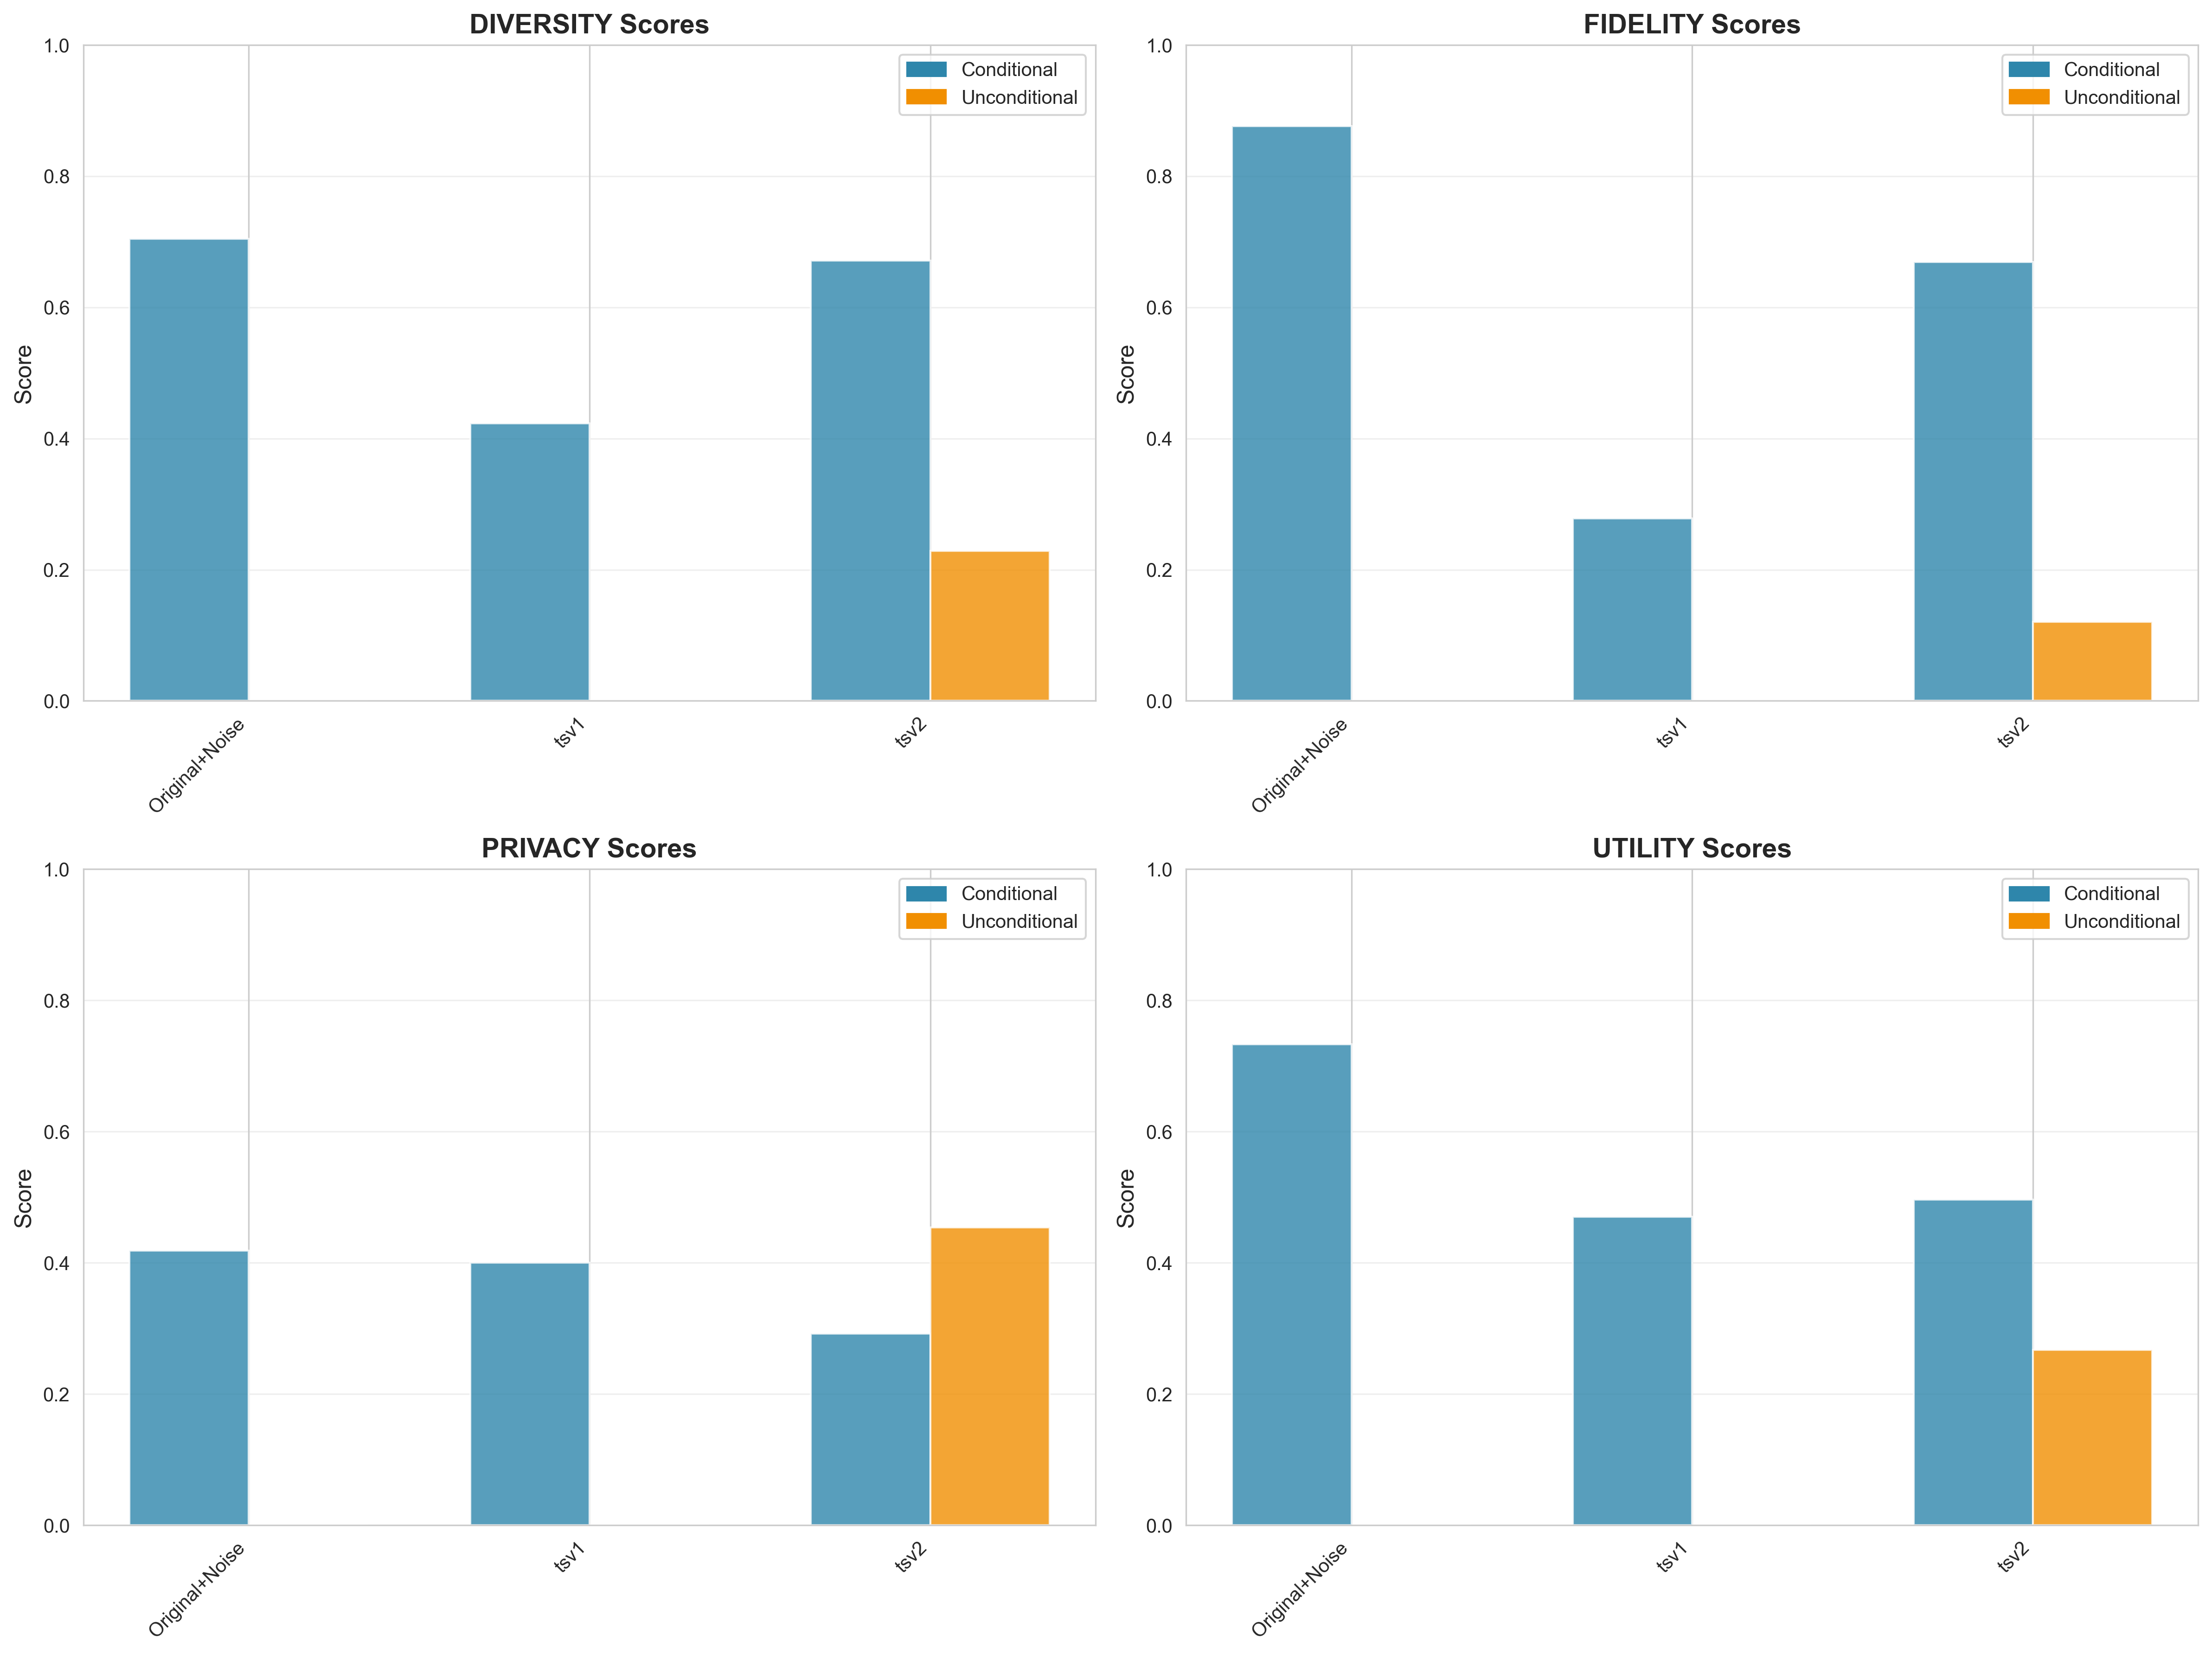 DIVERSITY Scores
Conditional
Unconditional
Score
1.0
0.8
0.6
0.4
0.2
0.0
Original+Noise
tsv1
tsv2
FIDELITY Scores
Conditional
Unconditional
Score
1.0
0.8
0.6
0.4
0.2
0.0
Original+Noise
tsv1
tsv2
PRIVACY Scores
Conditional
Unconditional
Score
1.0
0.8
0.6
0.4
0.2
0.0
Original+Noise
tsv1
tsv2
UTILITY Scores
Conditional
Unconditional
Score
1.0
0.8
0.6
0.4
0.2
0.0
Original+Noise
tsv1
tsv2